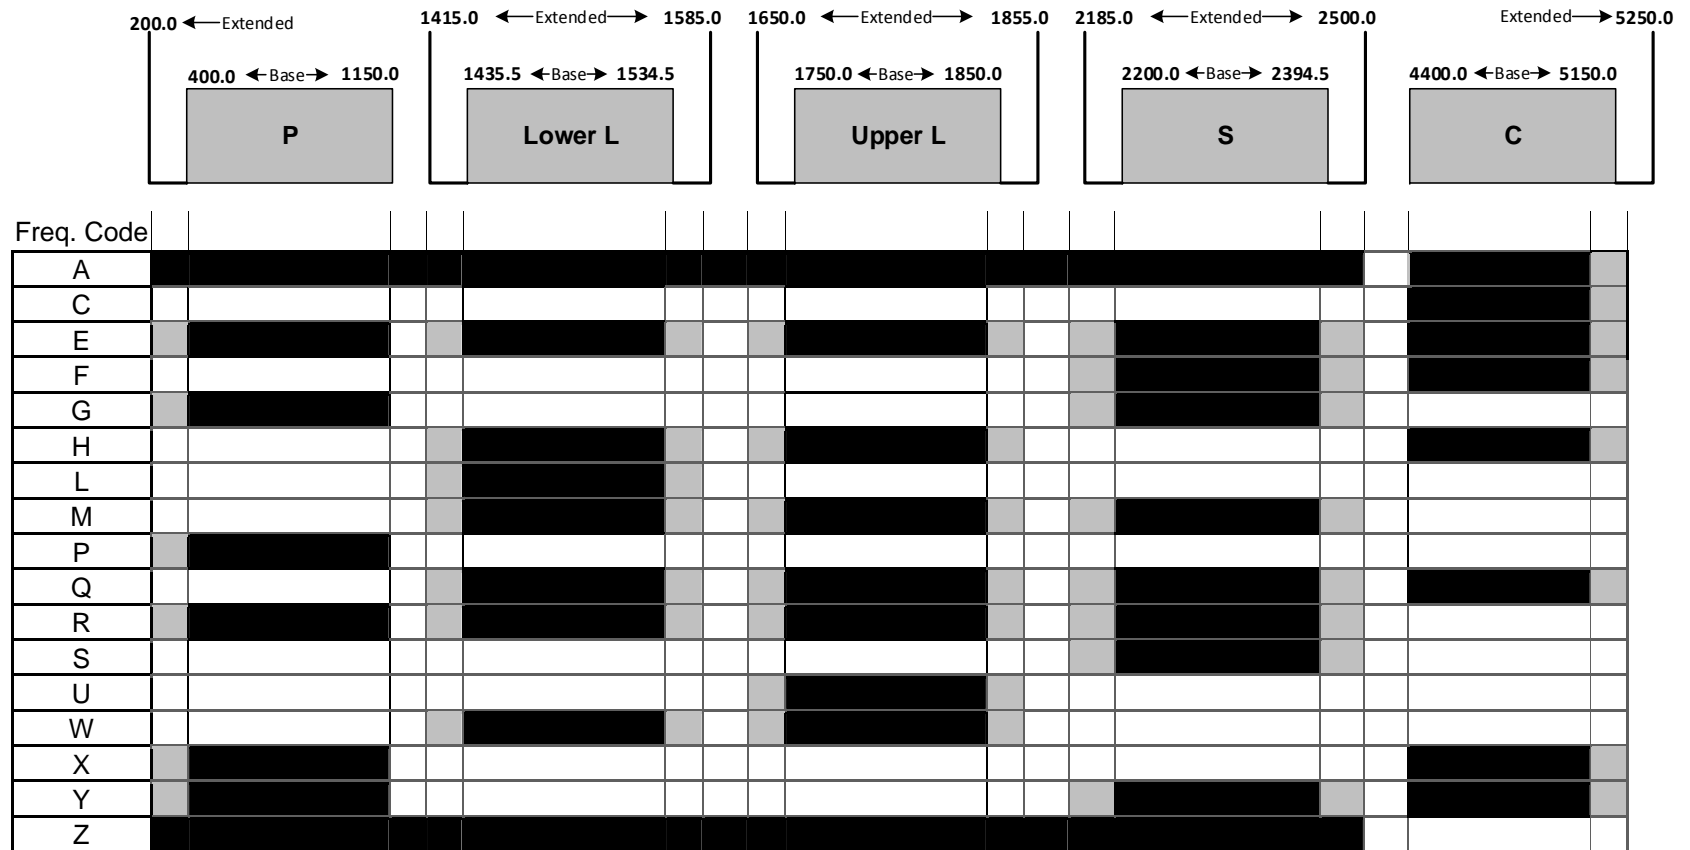 200.0 Extended
1415.0 Extended 1585.0
1650.0 Extended 1855.0
2185.0 Extended 2500.0
Extended 5250.0
400.0 Base 1150.0
1435.5 Base 1534.5
1750.0 Base 1850.0
2200.0 Base 2394.5
4400.0 Base 5150.0
P
Lower L
Upper L
S
C
Freq. Code
A
C
E
F
G
H
L
M
P
Q
R
S
U
W
X
Y
Z